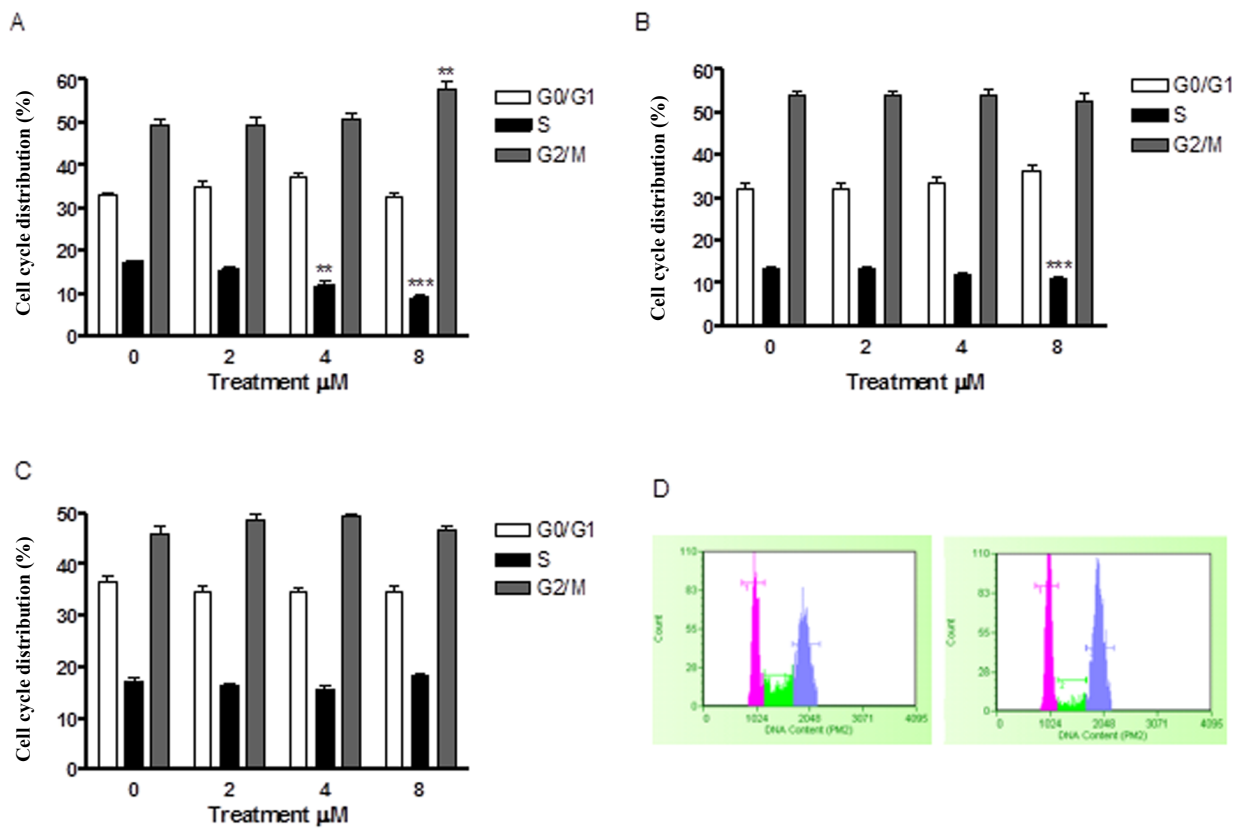 A
Cell cycle distribution (%)
60
50
40
30
20
10
0
**
***
**
0 2 4 8
Treatment μM
G0/G1
S
G2/M
B
Cell cycle distribution (%)
60
50
40
30
20
10
0
***
0 2 4 8
Treatment μM
G0/G1
S
G2/M
C
Cell cycle distribution (%)
50
40
30
20
10
0
0 2 4 8
Treatment μM
G0/G1
S
G2/M
D
Count
110
83
55
28
0
0 1024 2048 3071 4095
DNA Content (PM2)
Count
110
83
55
28
0
0 1024 2048 3071 4095
DNA Content (PM2)